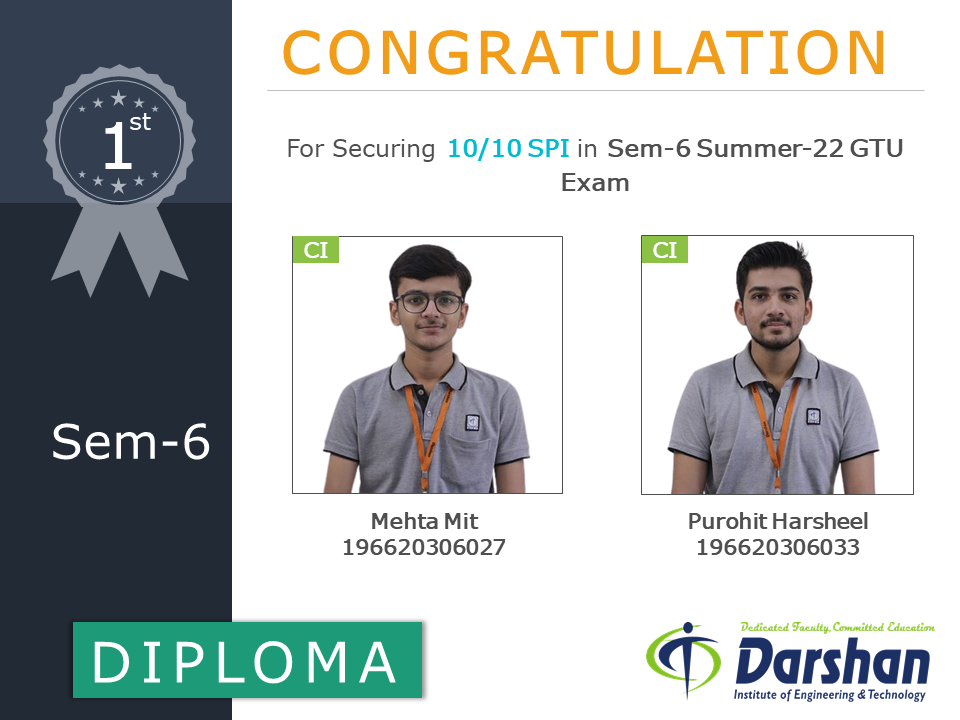 CONGRATULATION
1st
For Securing 10/10 SPI in Sem-6 Summer-22 GTU
Exam
CI
CI
Sem-6
Mehta Mit
196620306027
Purohit Harsheel
196620306033
DIPLOMA
Dedicated Faculty, Committed Education
Darshan
Institute of Engineering & Technology